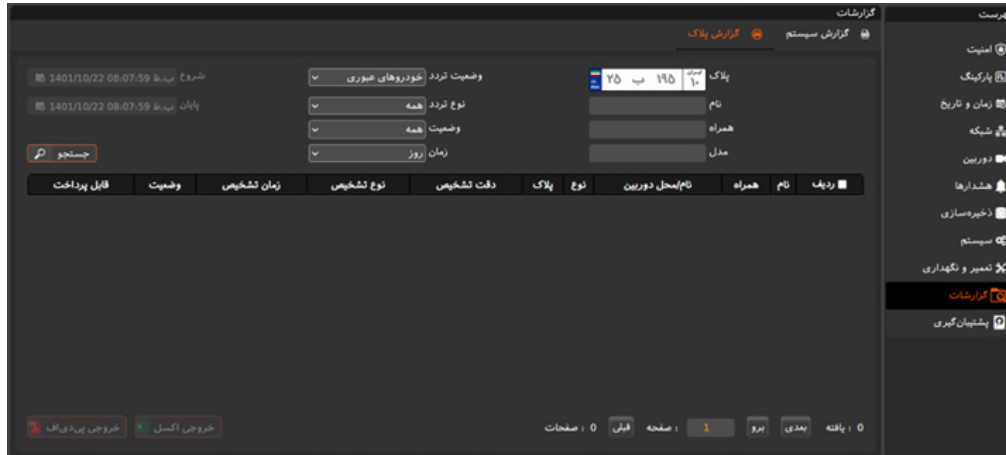 فهرست
امنیت
پارکینگ
زمان و تاریخ
شبکه
دوربین
هشدارها
ذخیره‌سازی
سیستم
تعمیر و نگهداری
گزارشات
پشتیبان‌گیری
گزارشات
گزارش سیستم گزارش پلاک
پلاک ۲۵ ب ۱۹۵ ایران ۱۰ وضعیت تردد خودروهای عبوری شروع 1401/10/22 08:07:59 ب.ظ
نام نوع تردد همه پایان 1401/10/22 08:07:59 ب.ظ
همراه وضعیت همه
مدل زمان روز جستجو
ردیف نام همراه نام/محل دوربین نوع پلاک دقت تشخیص نوع تشخیص زمان تشخیص وضعیت قابل پرداخت
0 : یافته بعدی برو 1 : صفحه قبلی 0 : صفحات خروجی اکسل خروجی پی‌دی‌اف